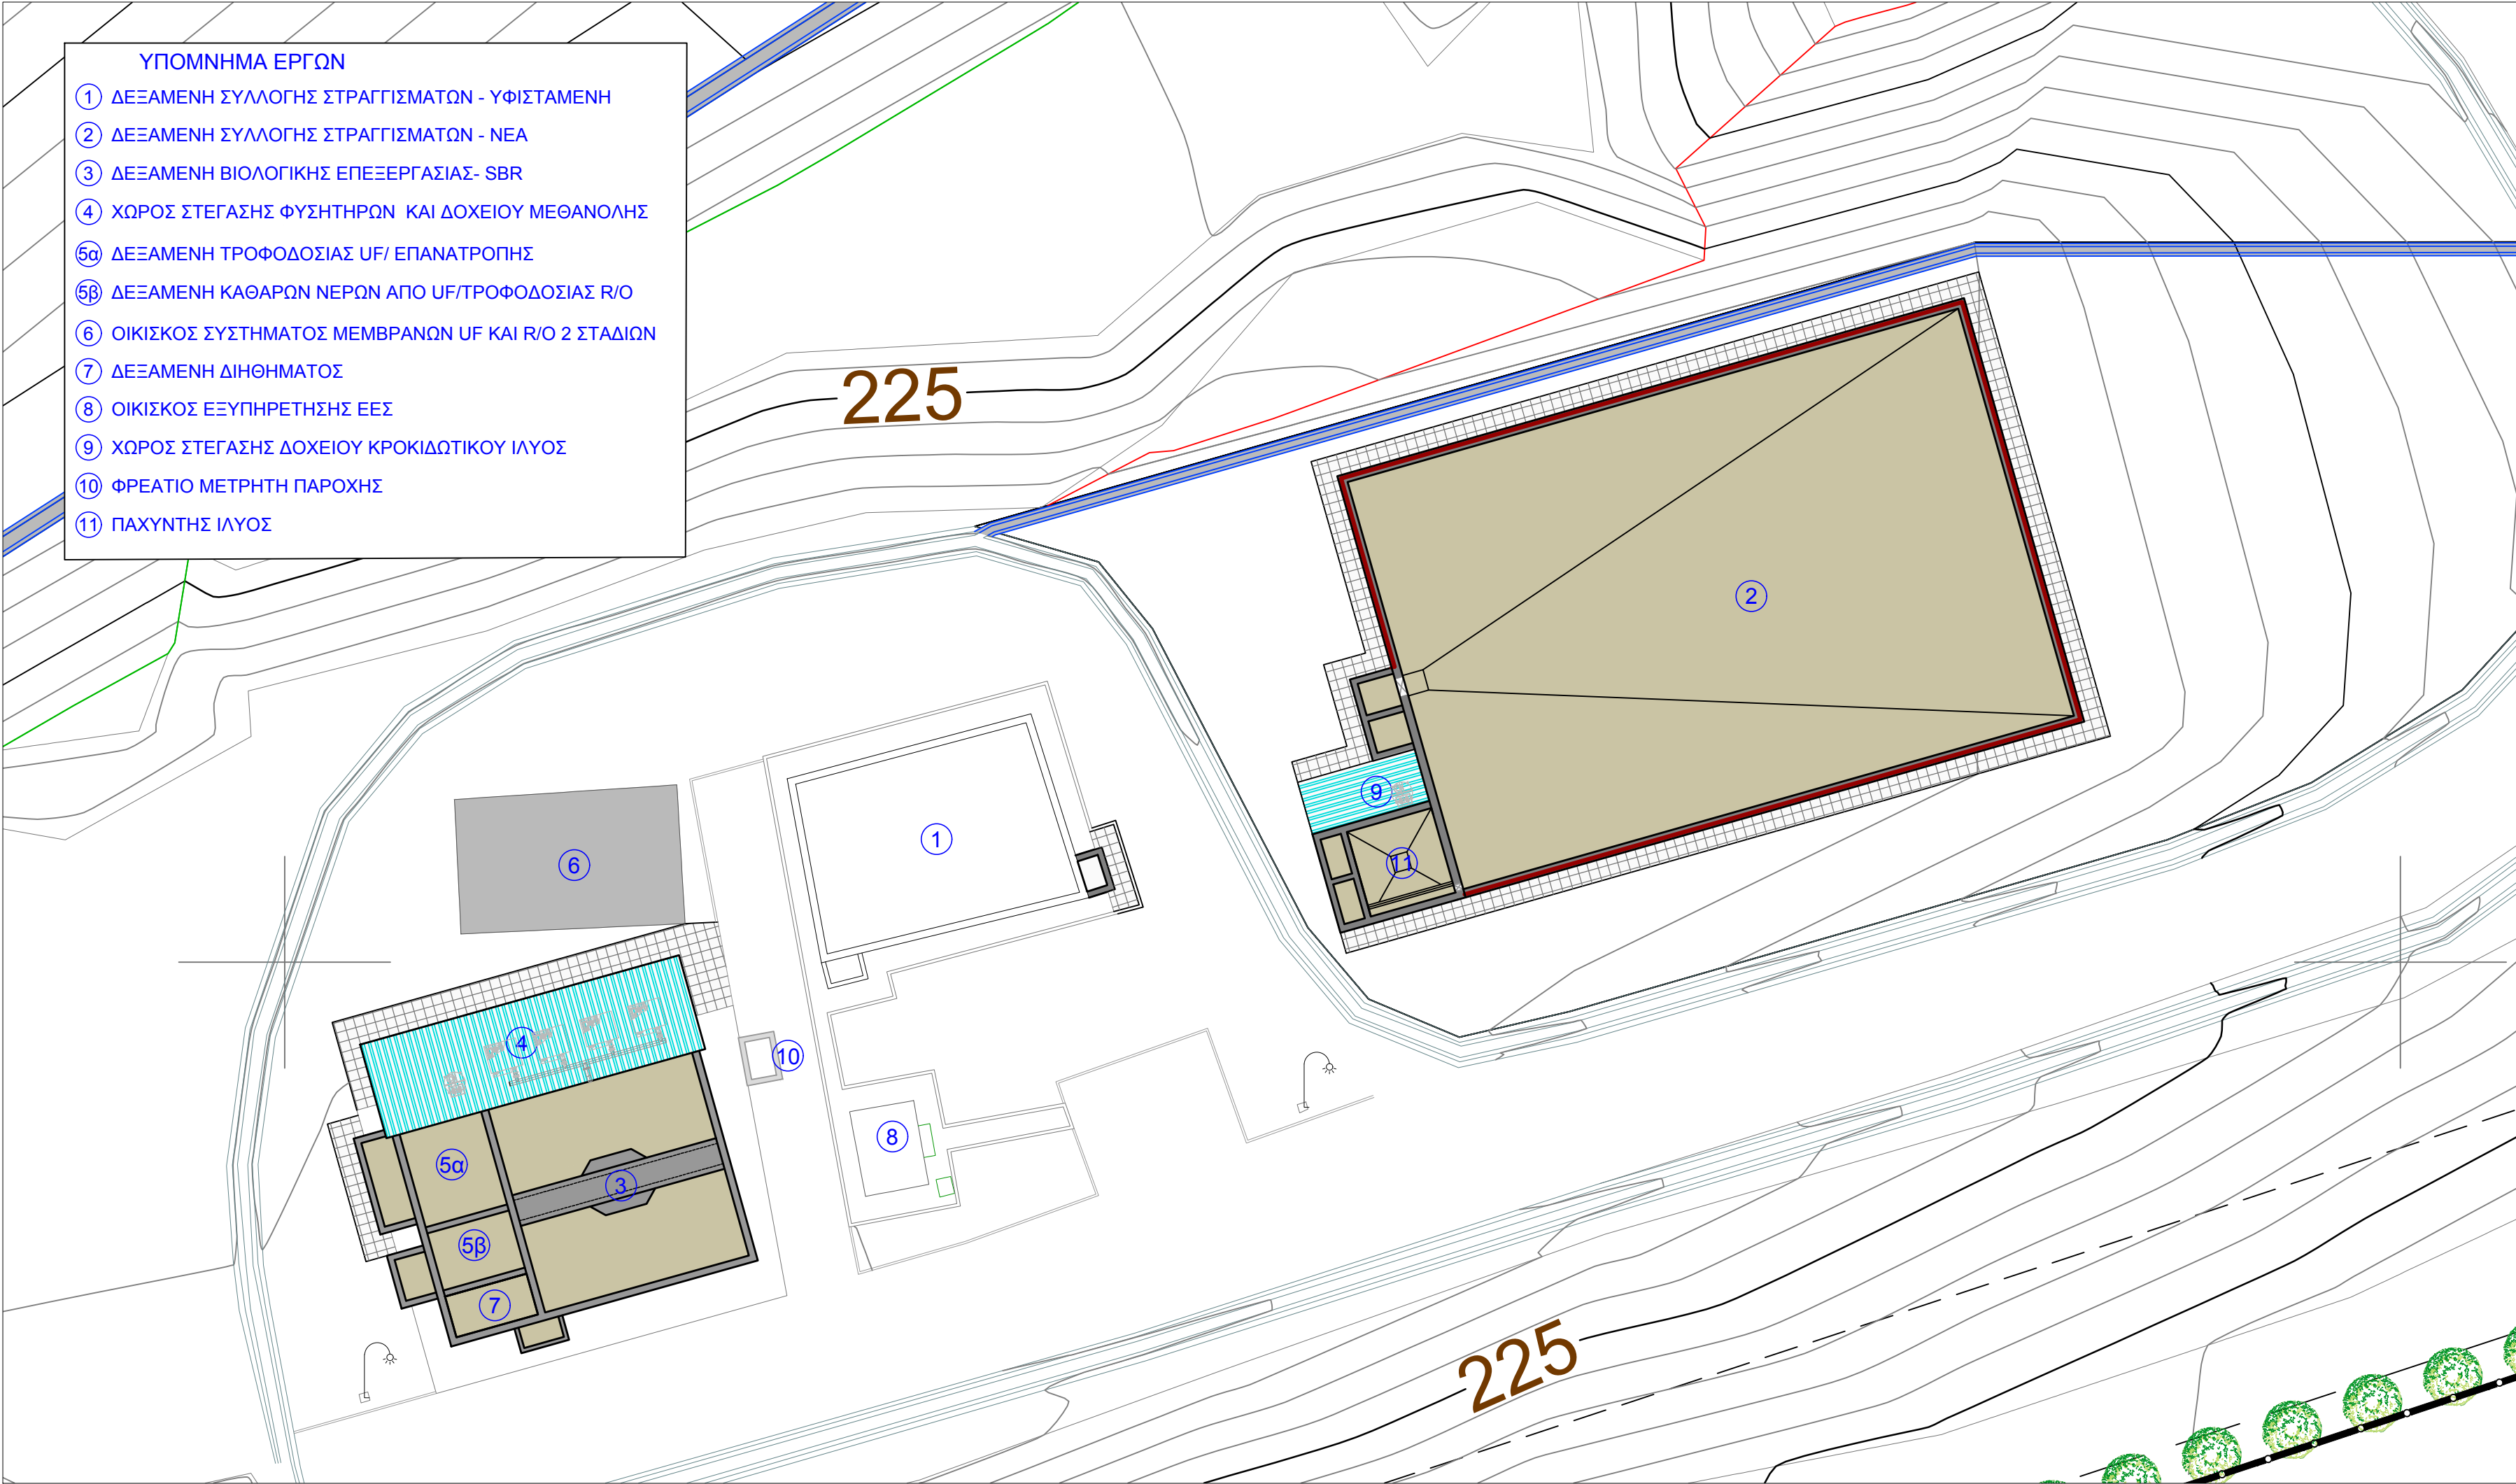 ΥΠΟΜΝΗΜΑ ΕΡΓΩΝ
1 ΔΕΞΑΜΕΝΗ ΣΥΛΛΟΓΗΣ ΣΤΡΑΓΓΙΣΜΑΤΩΝ - ΥΦΙΣΤΑΜΕΝΗ
2 ΔΕΞΑΜΕΝΗ ΣΥΛΛΟΓΗΣ ΣΤΡΑΓΓΙΣΜΑΤΩΝ - ΝΕΑ
3 ΔΕΞΑΜΕΝΗ ΒΙΟΛΟΓΙΚΗΣ ΕΠΕΞΕΡΓΑΣΙΑΣ- SBR
4 ΧΩΡΟΣ ΣΤΕΓΑΣΗΣ ΦΥΣΗΤΗΡΩΝ ΚΑΙ ΔΟΧΕΙΟΥ ΜΕΘΑΝΟΛΗΣ
5α ΔΕΞΑΜΕΝΗ ΤΡΟΦΟΔΟΣΙΑΣ UF/ ΕΠΑΝΑΤΡΟΠΗΣ
5β ΔΕΞΑΜΕΝΗ ΚΑΘΑΡΩΝ ΝΕΡΩΝ ΑΠΟ UF/ΤΡΟΦΟΔΟΣΙΑΣ R/O
6 ΟΙΚΙΣΚΟΣ ΣΥΣΤΗΜΑΤΟΣ ΜΕΜΒΡΑΝΩΝ UF ΚΑΙ R/O 2 ΣΤΑΔΙΩΝ
7 ΔΕΞΑΜΕΝΗ ΔΙΗΘΗΜΑΤΟΣ
8 ΟΙΚΙΣΚΟΣ ΕΞΥΠΗΡΕΤΗΣΗΣ ΕΕΣ
9 ΧΩΡΟΣ ΣΤΕΓΑΣΗΣ ΔΟΧΕΙΟΥ ΚΡΟΚΙΔΩΤΙΚΟΥ ΙΛΥΟΣ
10 ΦΡΕΑΤΙΟ ΜΕΤΡΗΤΗ ΠΑΡΟΧΗΣ
11 ΠΑΧΥΝΤΗΣ ΙΛΥΟΣ
225
2
9
1
11
6
4
10
8
5α
3
5β
7
225